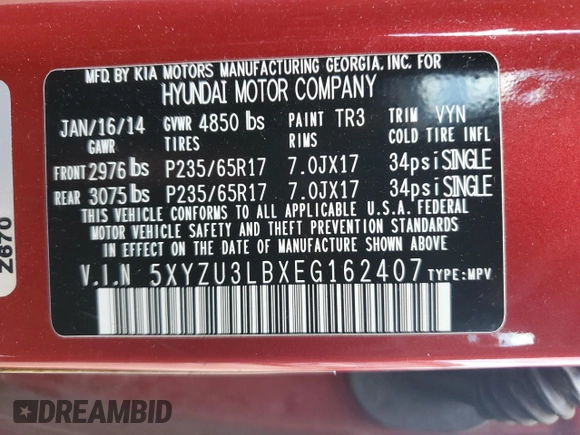 MFD. BY KIA MOTORS MANUFACTURING GEORGIA, INC. FOR
HYUNDAI MOTOR COMPANY
JAN/16/14 GVWR 4850 lbs PAINT TR3 TRIM VYN
GAWR TIRES RIMS COLD TIRE INFL
FRONT 2976 lbs P235/65R17 7.0JX17 34psi SINGLE
REAR 3075 lbs P235/65R17 7.0JX17 34psi SINGLE
THIS VEHICLE CONFORMS TO ALL APPLICABLE U.S.A. FEDERAL
MOTOR VEHICLE SAFETY AND THEFT PREVENTION STANDARDS
IN EFFECT ON THE DATE OF MANUFACTURE SHOWN ABOVE.
V.I.N 5XYZU3LBXEG162407 TYPE:MPV
Z670
DREAMBID